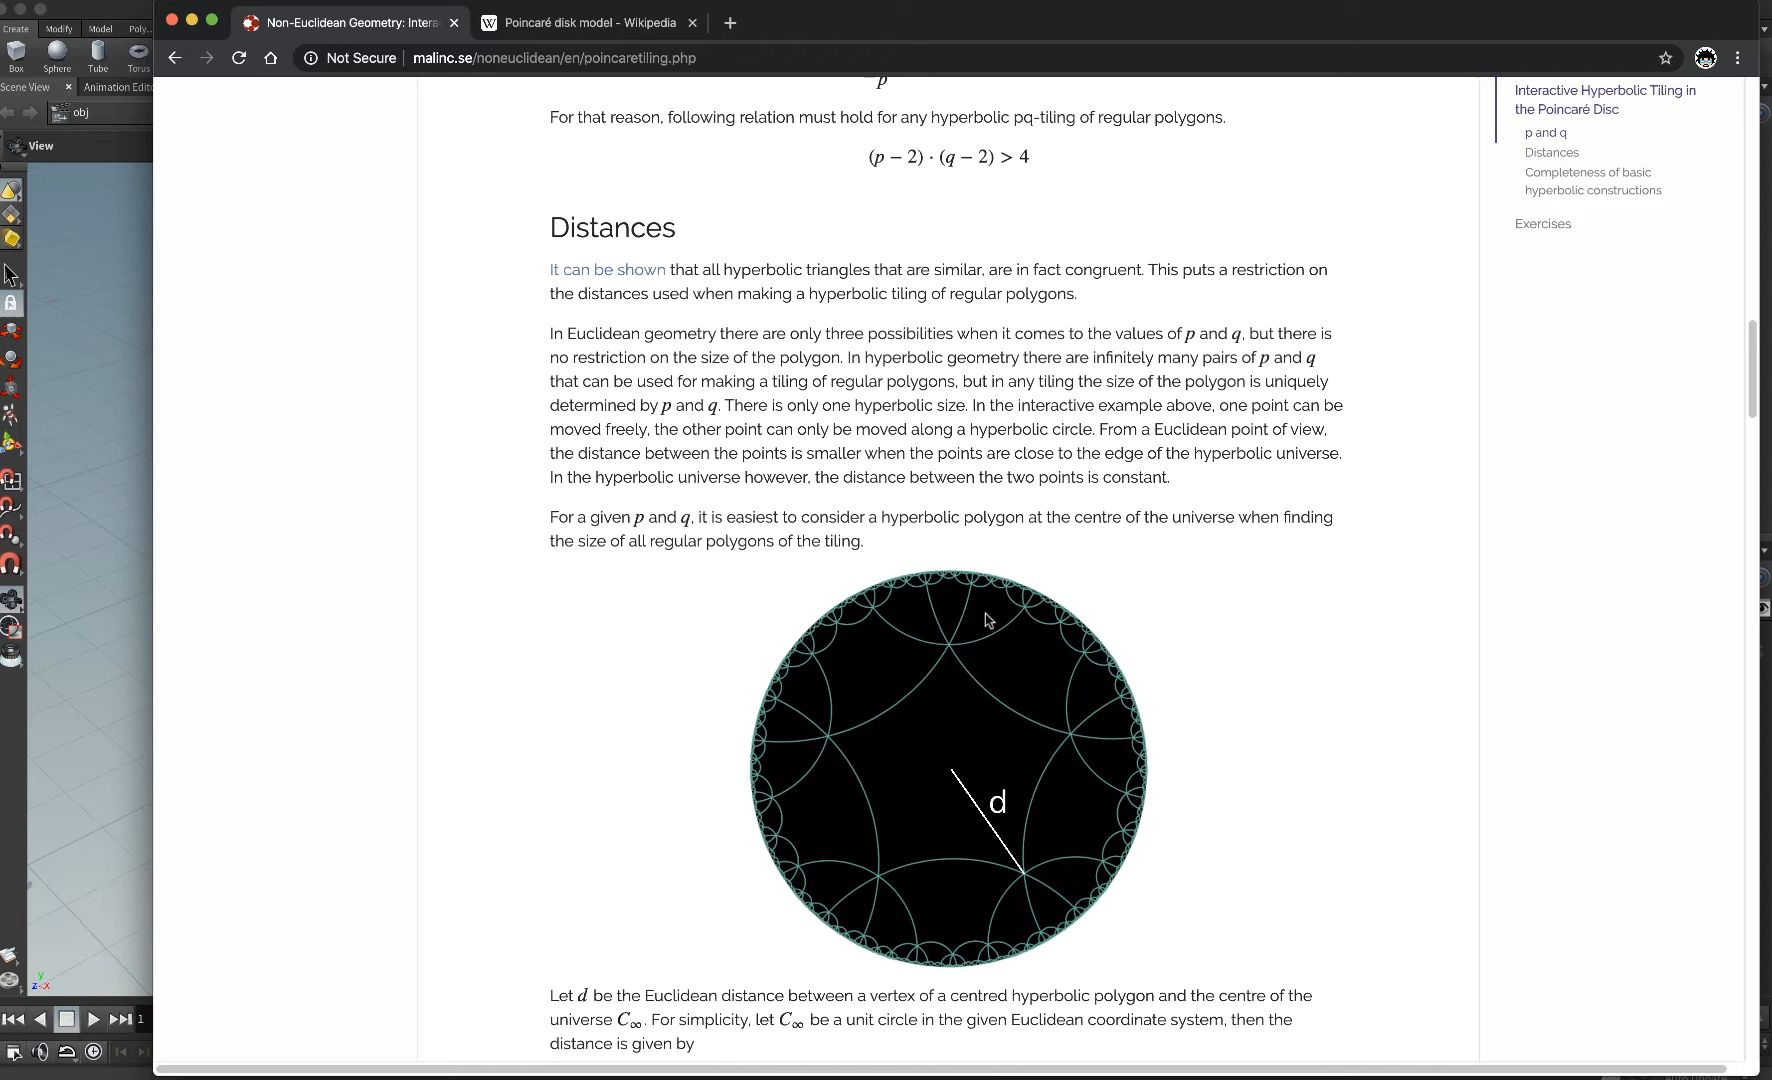 Create Modify Model Poly...
Box Sphere Tube Torus
Scene View × Animation Edito
obj
View
y
z x
1
Non-Euclidean Geometry: Intera × Poincaré disk model - Wikipedia × +
Not Secure malinc.se/noneuclidean/en/poincaretiling.php
p
For that reason, following relation must hold for any hyperbolic pq-tiling of regular polygons.
(p − 2) · (q − 2) > 4
Distances
It can be shown that all hyperbolic triangles that are similar, are in fact congruent. This puts a restriction on
the distances used when making a hyperbolic tiling of regular polygons.
In Euclidean geometry there are only three possibilities when it comes to the values of p and q, but there is
no restriction on the size of the polygon. In hyperbolic geometry there are infinitely many pairs of p and q
that can be used for making a tiling of regular polygons, but in any tiling the size of the polygon is uniquely
determined by p and q. There is only one hyperbolic size. In the interactive example above, one point can be
moved freely, the other point can only be moved along a hyperbolic circle. From a Euclidean point of view,
the distance between the points is smaller when the points are close to the edge of the hyperbolic universe.
In the hyperbolic universe however, the distance between the two points is constant.
For a given p and q, it is easiest to consider a hyperbolic polygon at the centre of the universe when finding
the size of all regular polygons of the tiling.
d
Let d be the Euclidean distance between a vertex of a centred hyperbolic polygon and the centre of the
universe C∞. For simplicity, let C∞ be a unit circle in the given Euclidean coordinate system, then the
distance is given by
Interactive Hyperbolic Tiling in
the Poincaré Disc
p and q
Distances
Completeness of basic
hyperbolic constructions
Exercises